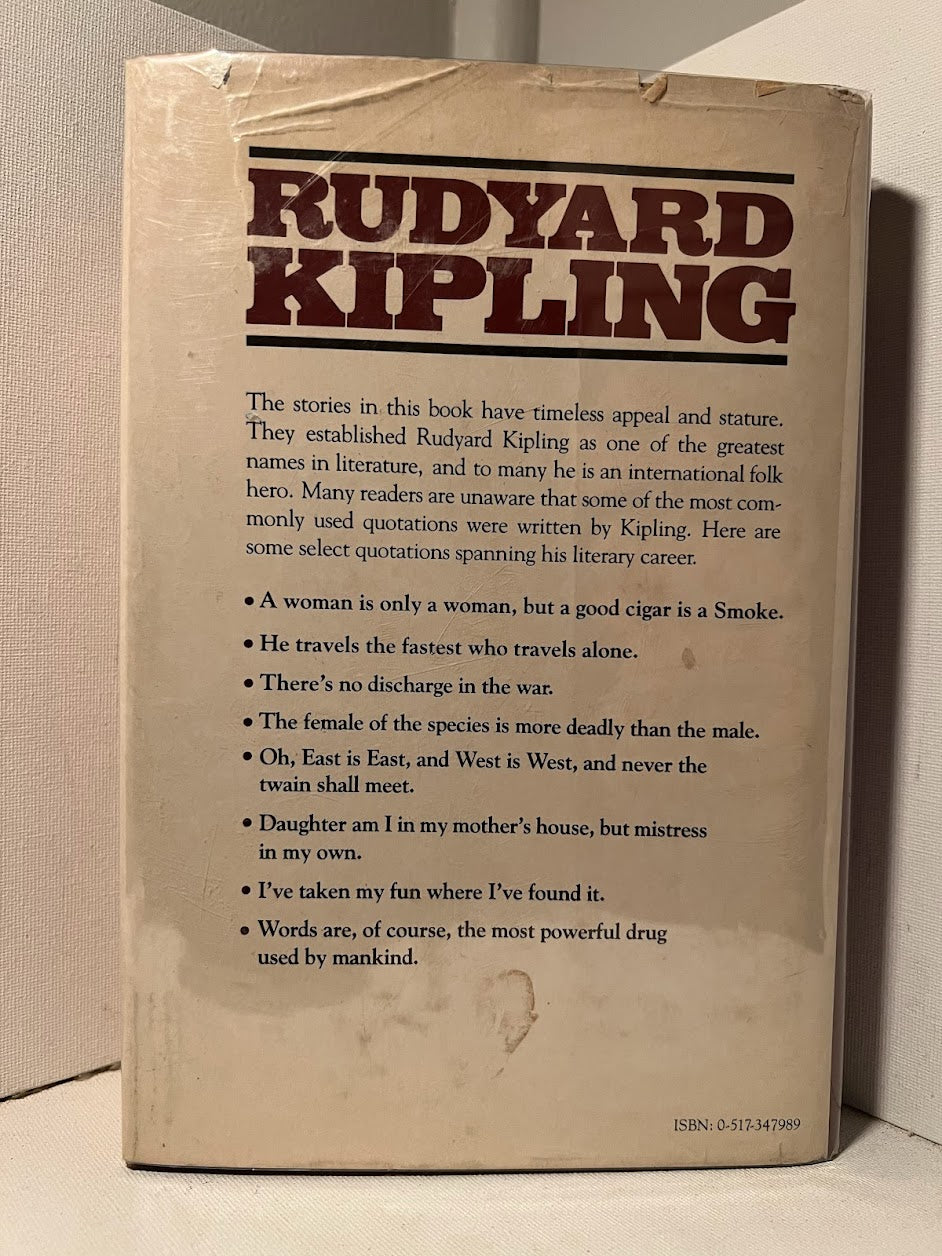 RUDYARD
KIPLING
The stories in this book have timeless appeal and stature.
They established Rudyard Kipling as one of the greatest
names in literature, and to many he is an international folk
hero. Many readers are unaware that some of the most com-
monly used quotations were written by Kipling. Here are
some select quotations spanning his literary career.
• A woman is only a woman, but a good cigar is a Smoke.
• He travels the fastest who travels alone.
• There's no discharge in the war.
• The female of the species is more deadly than the male.
• Oh, East is East, and West is West, and never the
twain shall meet.
• Daughter am I in my mother's house, but mistress
in my own.
• I've taken my fun where I've found it.
• Words are, of course, the most powerful drug
used by mankind.
ISBN: 0-517-347989